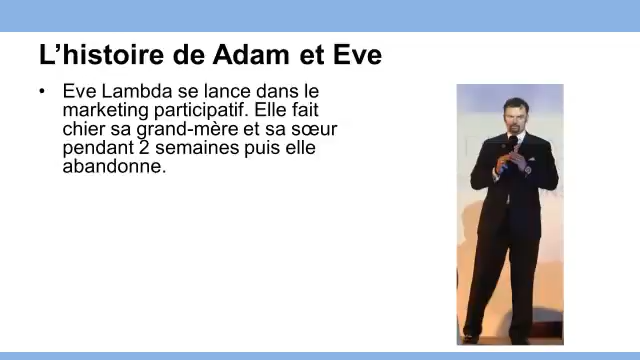 L’histoire de Adam et Eve
• Eve Lambda se lance dans le
marketing participatif. Elle fait
chier sa grand-mère et sa sœur
pendant 2 semaines puis elle
abandonne.